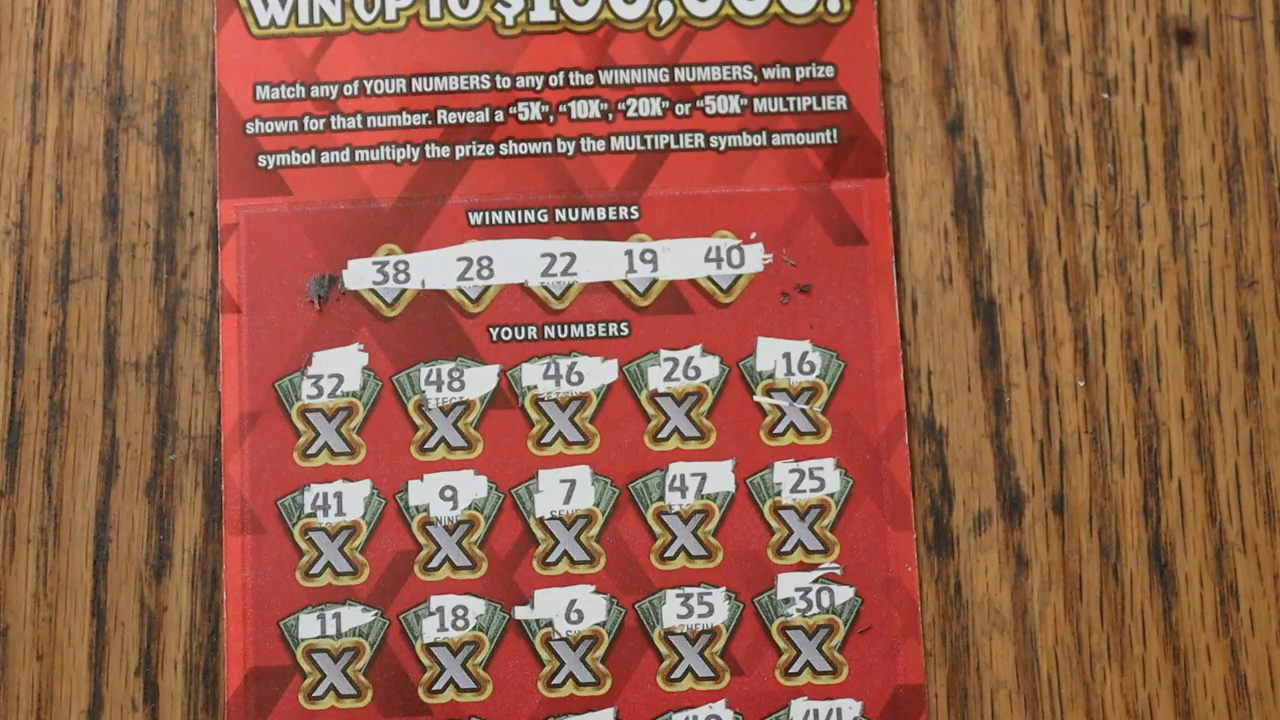 WIN UP TO $100,000!
Match any of YOUR NUMBERS to any of the WINNING NUMBERS, win prize
shown for that number. Reveal a “5X”, “10X”, “20X” or “50X” MULTIPLIER
symbol and multiply the prize shown by the MULTIPLIER symbol amount!
WINNING NUMBERS
38 28 22 19 40
YOUR NUMBERS
32 48 46 26 16
X X X X X
41 9 7 47 25
NINE
X X X X X
11 18 6 35 30
X X X X X